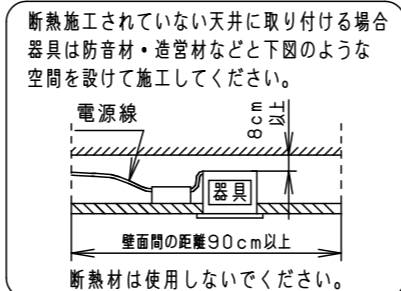 断熱施工されていない天井に取り付ける場合
器具は防音材・造営材などと下図のような
空間を設けて施工してください。
電源線
8cm
以上
器具
壁面間の距離90cm以上
断熱材は使用しないでください。